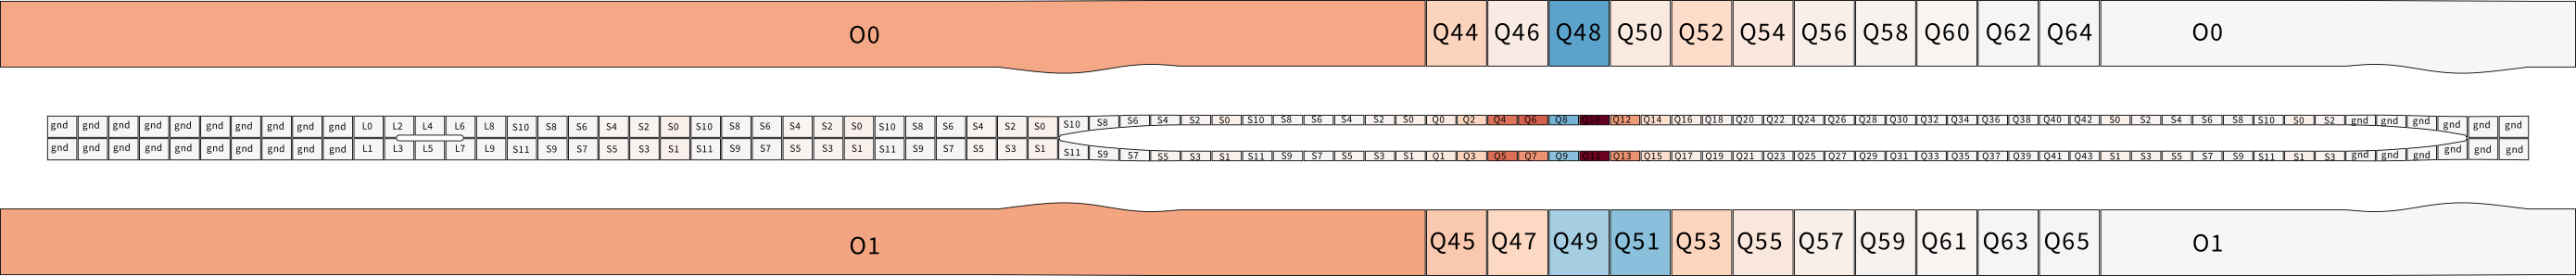 O0 Q44 Q46 Q48 Q50 Q52 Q54 Q56 Q58 Q60 Q62 Q64 O0
gnd gnd gnd gnd gnd gnd gnd gnd gnd gnd L0 L2 L4 L6 L8 S10 S8 S6 S4 S2 S0 S10 S8 S6 S4 S2 S0 S10 S8 S6 S4 S2 S0 S10 S8 S6 S4 S2 S0 S10 S8 S6 S4 S2 S0 Q0 Q2 Q4 Q6 Q8 Q10 Q12 Q14 Q16 Q18 Q20 Q22 Q24 Q26 Q28 Q30 Q32 Q34 Q36 Q38 Q40 Q42 S0 S2 S4 S6 S8 S10 S0 S2 gnd gnd gnd gnd gnd gnd
gnd gnd gnd gnd gnd gnd gnd gnd gnd gnd L1 L3 L5 L7 L9 S11 S9 S7 S5 S3 S1 S11 S9 S7 S5 S3 S1 S11 S9 S7 S5 S3 S1 S11 S9 S7 S5 S3 S1 S11 S9 S7 S5 S3 S1 Q1 Q3 Q5 Q7 Q9 Q11 Q13 Q15 Q17 Q19 Q21 Q23 Q25 Q27 Q29 Q31 Q33 Q35 Q37 Q39 Q41 Q43 S1 S3 S5 S7 S9 S11 S1 S3 gnd gnd gnd gnd gnd gnd
O1 Q45 Q47 Q49 Q51 Q53 Q55 Q57 Q59 Q61 Q63 Q65 O1